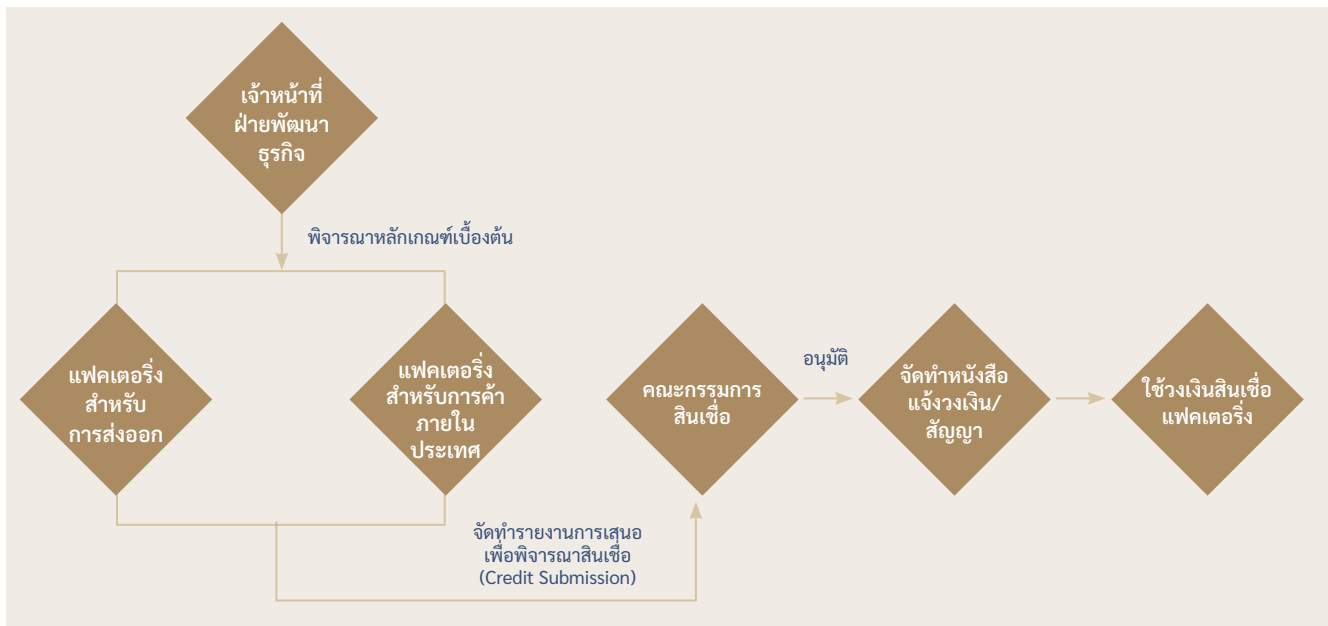 เจ้าหน้าที่
ฝ่ายพัฒนา
ธุรกิจ
พิจารณาหลักเกณฑ์เบื้องต้น
แฟคเตอริ่ง
สำหรับ
การส่งออก
แฟคเตอริ่ง
สำหรับการค้า
ภายใน
ประเทศ
จัดทำรายงานการเสนอ
เพื่อพิจารณาสินเชื่อ
(Credit Submission)
คณะกรรมการ
สินเชื่อ
อนุมัติ
จัดทำหนังสือ
แจ้งวงเงิน/
สัญญา
ใช้วงเงินสินเชื่อ
แฟคเตอริ่ง